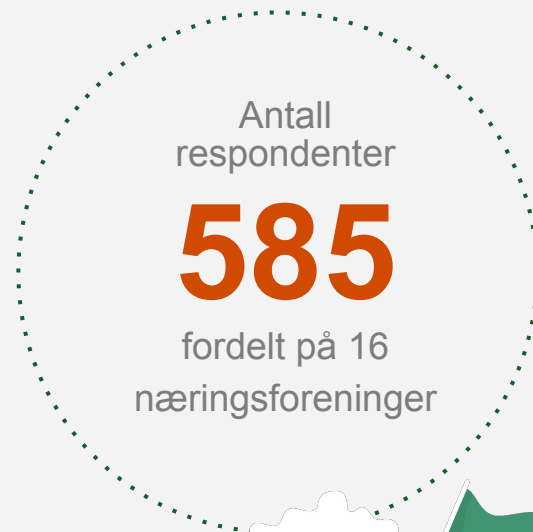 Antall
respondenter
585
fordelt på 16
næringsforeninger